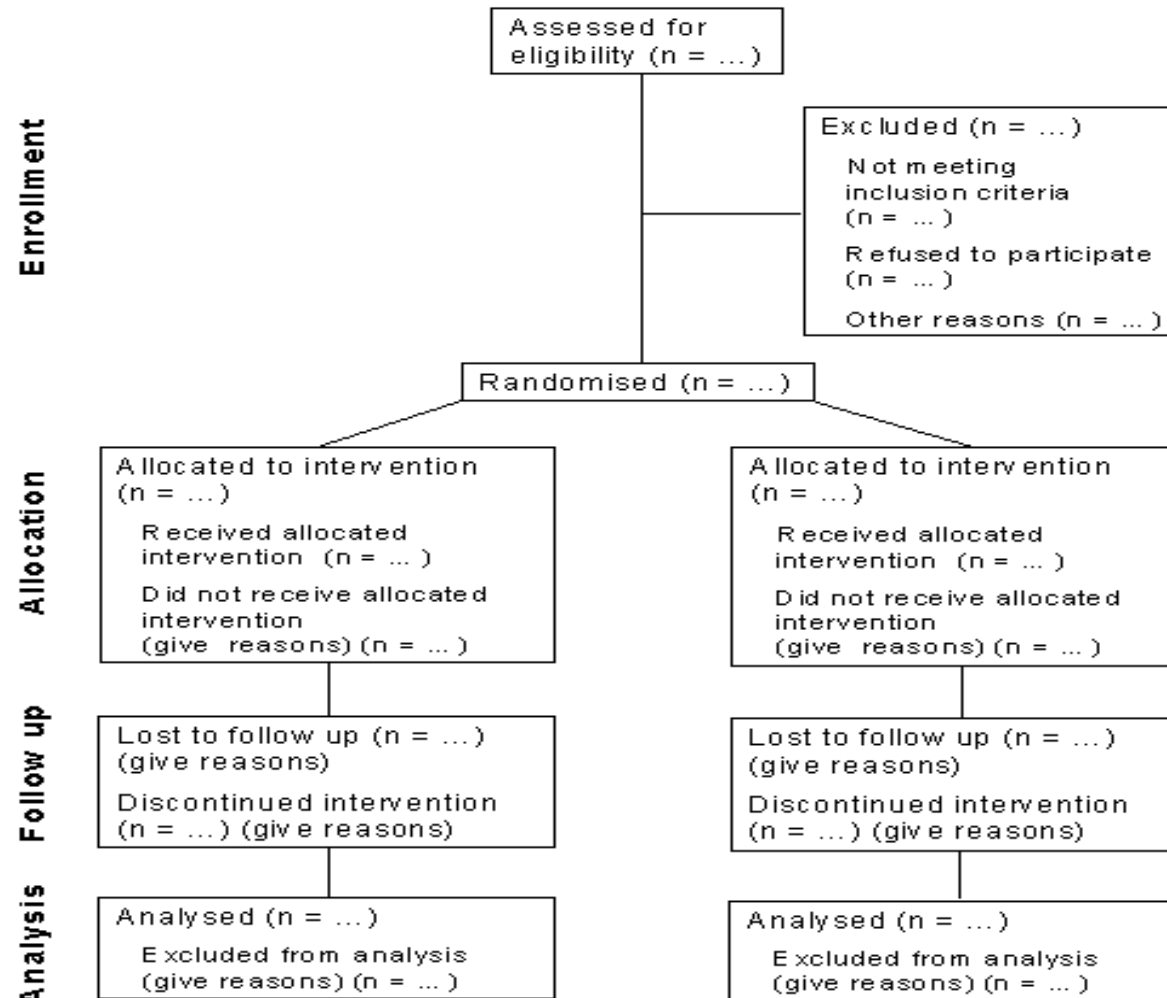 Assessed for
eligibility (n = ...)
Enrollment
Excluded (n = ...)
Not meeting
inclusion criteria
(n = ... )
Refused to participate
(n = ... )
Other reasons (n = ... )
Randomised (n = ...)
Allocation
Allocated to intervention
(n = ...)
Received allocated
intervention (n = ... )
Did not receive allocated
intervention
(give reasons) (n = ... )
Allocated to intervention
(n = ...)
Received allocated
intervention (n = ... )
Did not receive allocated
intervention
(give reasons) (n = ... )
Follow up
Lost to follow up (n = ...)
(give reasons)
Discontinued intervention
(n = ...) (give reasons)
Lost to follow up (n = ...)
(give reasons)
Discontinued intervention
(n = ...) (give reasons)
Analysis
Analysed (n = ...)
Excluded from analysis
(give reasons) (n = ... )
Analysed (n = ...)
Excluded from analysis
(give reasons) (n = ... )